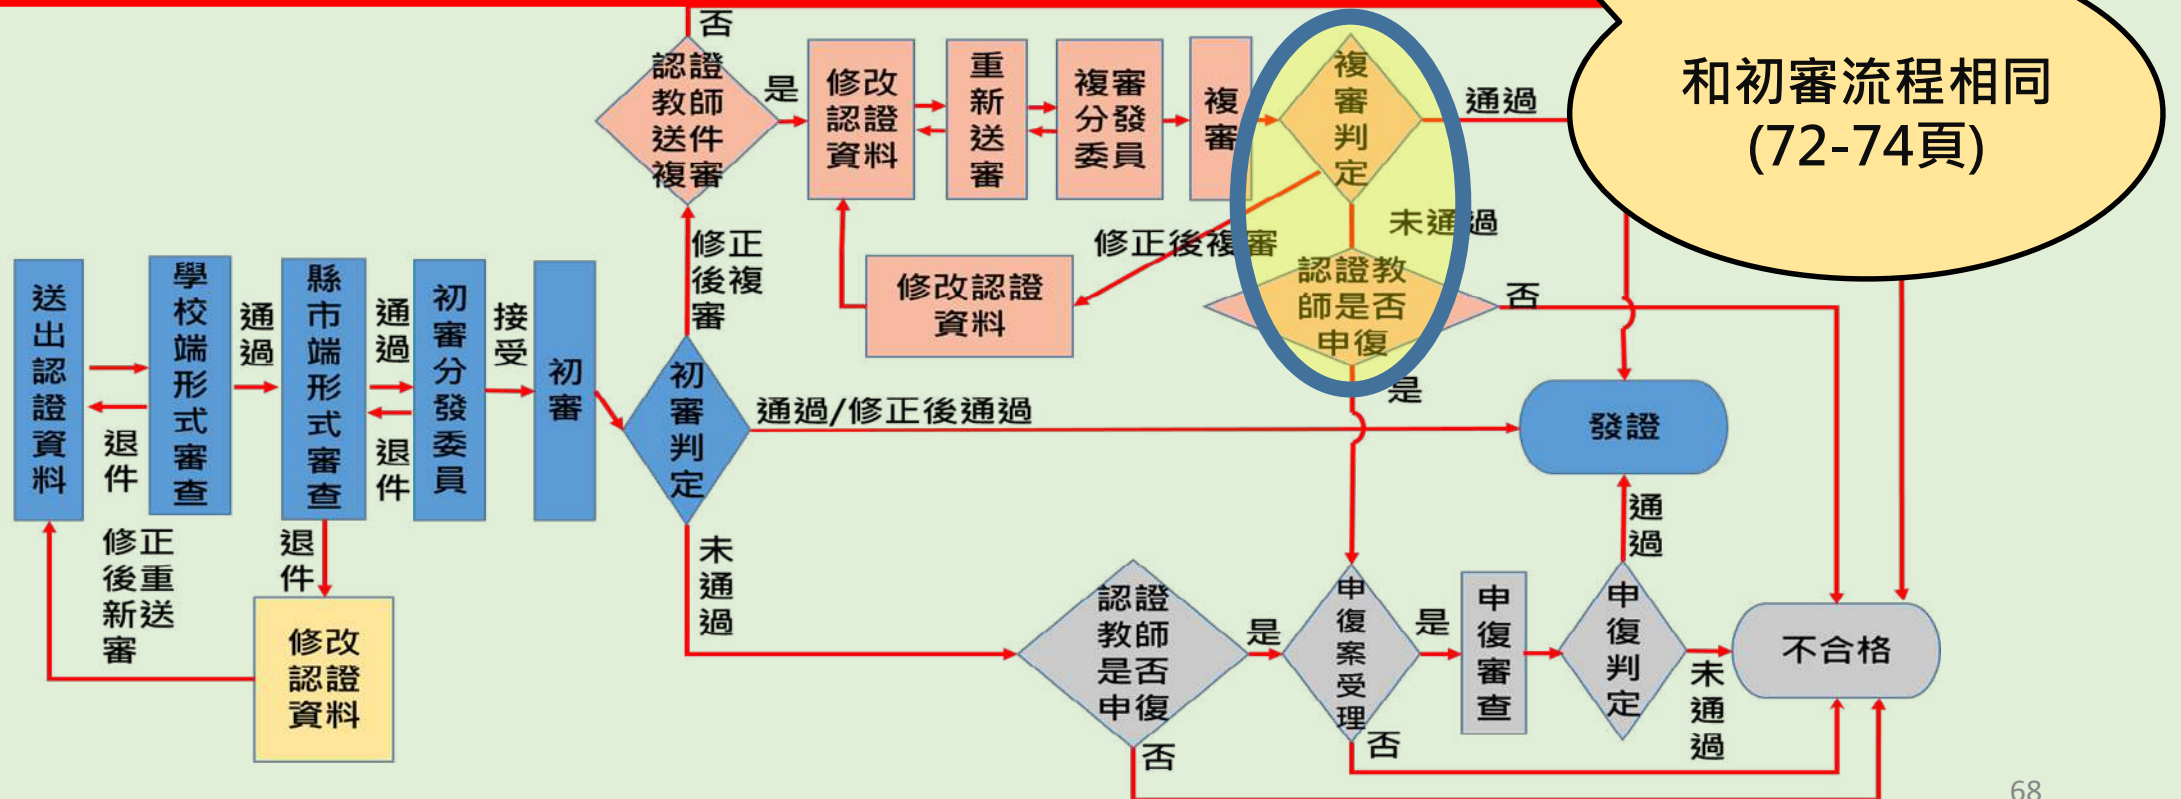 否
認證
教師
送件
複審
是
修改
認證
資料
重
新
送
審
複審
分發
委員
複
審
複
審
判
定
通過
和初審流程相同
(72-74頁)
修正
後複
審
修正後複審
未通過
修改認證
資料
認證教
師是否
申復
否
是
送
出
認
證
資
料
退
件
學
校
端
形
式
審
查
通
過
縣
市
端
形
式
審
查
通
過
退
件
初
審
分
發
委
員
接
受
初
審
初
審
判
定
通過/修正後通過
發證
修正
後重
新送
審
退
件
修改
認證
資料
未
通
過
認證
教師
是否
申復
是
否
申
復
案
受
理
是
否
申
復
審
查
申
復
判
定
通
過
未
通
過
不合格
68